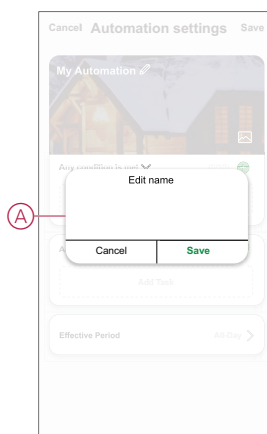 Cancel Automation settings Save
My Automation
Any condition is met
Edit name
A
Cancel Save
Add Task
Effective Period All-Day